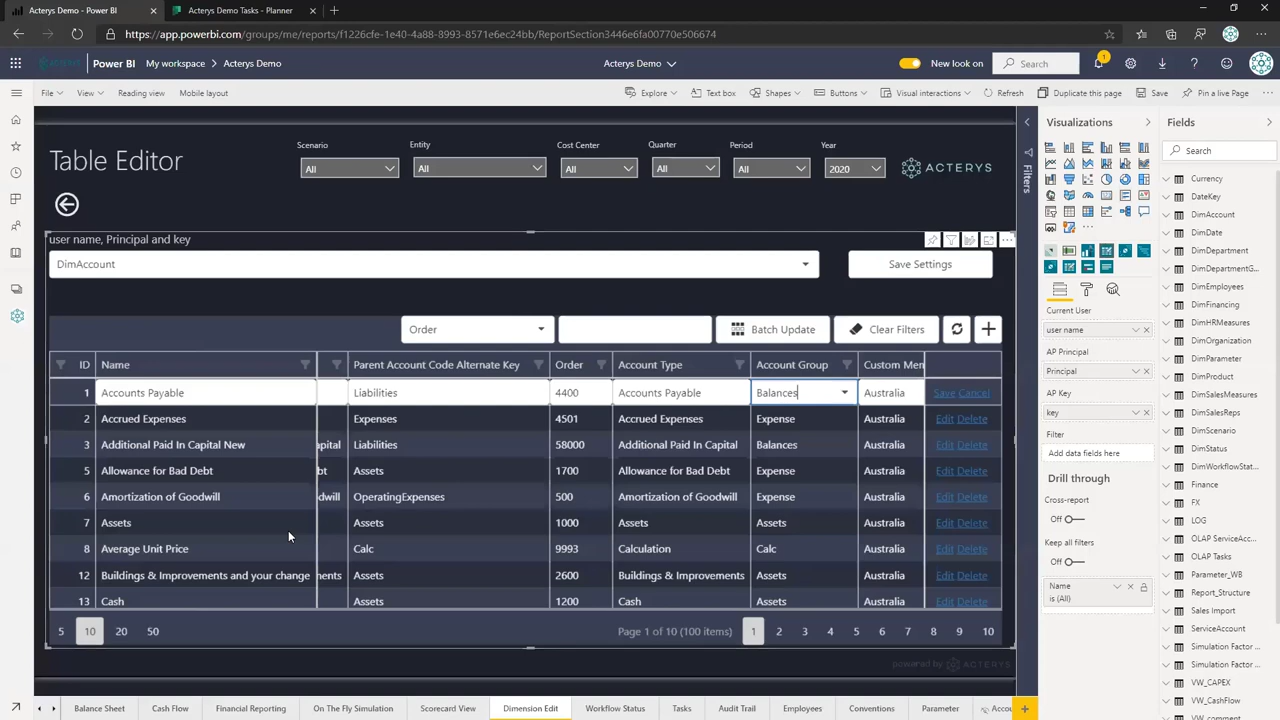 Acterys Demo - Power BI
Acterys Demo Tasks - Planner
https://app.powerbi.com/groups/me/reports/f1226cfe-1e40-4a88-8993-8571e6ec24bb/ReportSection3446e6fa00770e506674
Power BI
My workspace
Acterys Demo
Acterys Demo
New look on
Search
1
File
View
Reading view
Mobile layout
Explore
Text box
Shapes
Buttons
Visual interactions
Refresh
Duplicate this page
Save
Pin a live Page
Table Editor
Scenario
All
Entity
All
Cost Center
All
Quarter
All
Period
All
Year
2020
ACTERYS
user name, Principal and key
DimAccount
Save Settings
Order
Batch Update
Clear Filters
ID Name Parent Account Code Alternate Key Order Account Type Account Group Custom Men
1 Accounts Payable Liabilities 4400 Accounts Payable Balances Australia Save Cancel
2 Accrued Expenses Expenses 4501 Accrued Expenses Expense Australia Edit Delete
3 Additional Paid In Capital New apital Liabilities 58000 Additional Paid In Capital Balances Australia Edit Delete
5 Allowance for Bad Debt bt Assets 1700 Allowance for Bad Debt Expense Australia Edit Delete
6 Amortization of Goodwill dwill OperatingExpenses 500 Amortization of Goodwill Expense Australia Edit Delete
7 Assets Assets 1000 Assets Assets Australia Edit Delete
8 Average Unit Price Calc 9993 Calculation Calc Australia Edit Delete
12 Buildings & Improvements and your change ments Assets 2600 Buildings & Improvements Assets Australia Edit Delete
13 Cash Assets 1200 Cash Assets Australia Edit Delete
5 10 20 50
Page 1 of 10 (100 items) 1 2 3 4 5 6 7 8 9 10
powered by ACTERYS
Filters
Visualizations
Current User
user name
AP Principal
Principal
AP Key
key
Filter
Add data fields here
Drill through
Cross-report
Off
Keep all filters
Off
Name
is (All)
Fields
Search
Currency
DateKey
DimAccount
DimDate
DimDepartment
DimDepartmentG...
DimEmployees
DimFinancing
DimHRMeasures
DimOrganization
DimParameter
DimProduct
DimSalesMeasures
DimSalesReps
DimScenario
DimStatus
DimWorkflowStat...
Finance
FX
LOG
OLAP ServiceAcc...
OLAP Tasks
Parameter_WB
Report_Structure
Sales Import
ServiceAccount
Simulation Factor ...
Simulation Factor ...
VW_CAPEX
VW_CashFlow
VW_comment
Balance Sheet
Cash Flow
Financial Reporting
On The Fly Simulation
Scorecard View
Dimension Edit
Workflow Status
Tasks
Audit Trail
Employees
Conventions
Parameter
Accou